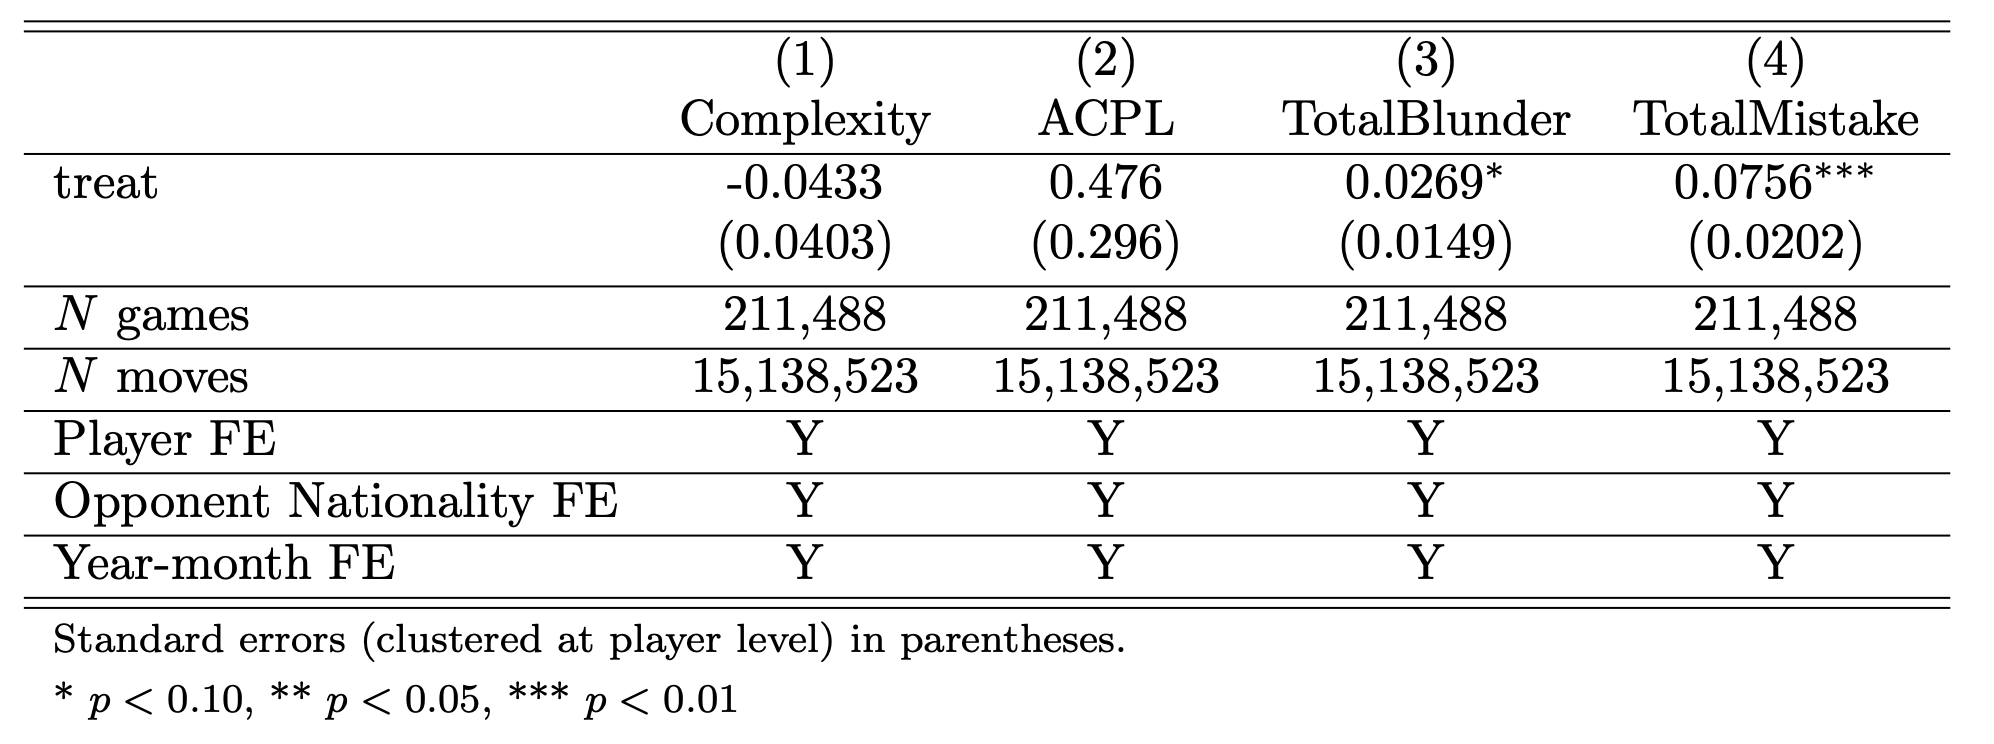 (1) (2) (3) (4)
Complexity ACPL TotalBlunder TotalMistake
treat -0.0433 0.476 0.0269* 0.0756***
(0.0403) (0.296) (0.0149) (0.0202)
N games 211,488 211,488 211,488 211,488
N moves 15,138,523 15,138,523 15,138,523 15,138,523
Player FE Y Y Y Y
Opponent Nationality FE Y Y Y Y
Year-month FE Y Y Y Y
Standard errors (clustered at player level) in parentheses.
* p < 0.10, ** p < 0.05, *** p < 0.01